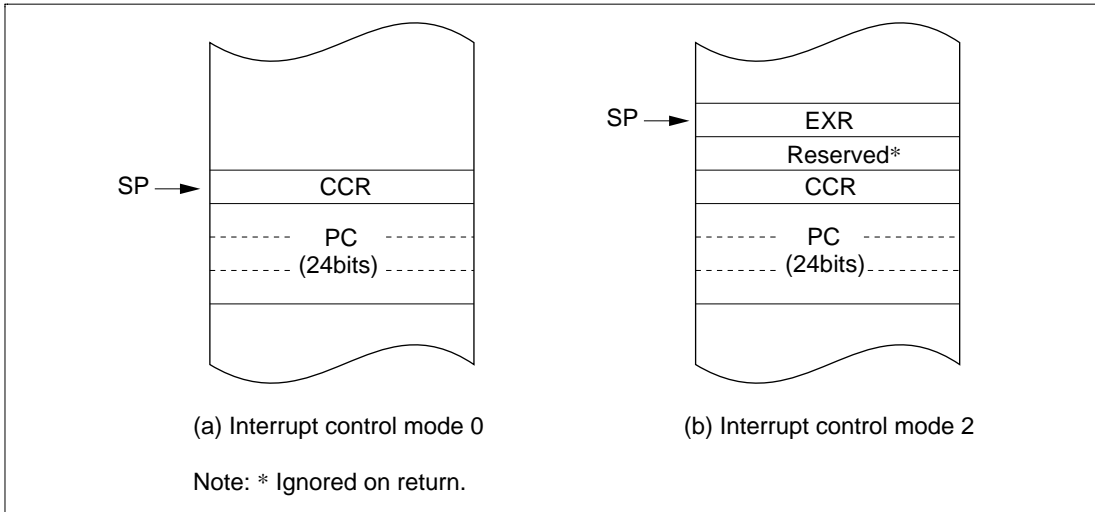 SP
CCR
PC
(24bits)
(a) Interrupt control mode 0
SP
EXR
Reserved*
CCR
PC
(24bits)
(b) Interrupt control mode 2
Note: * Ignored on return.